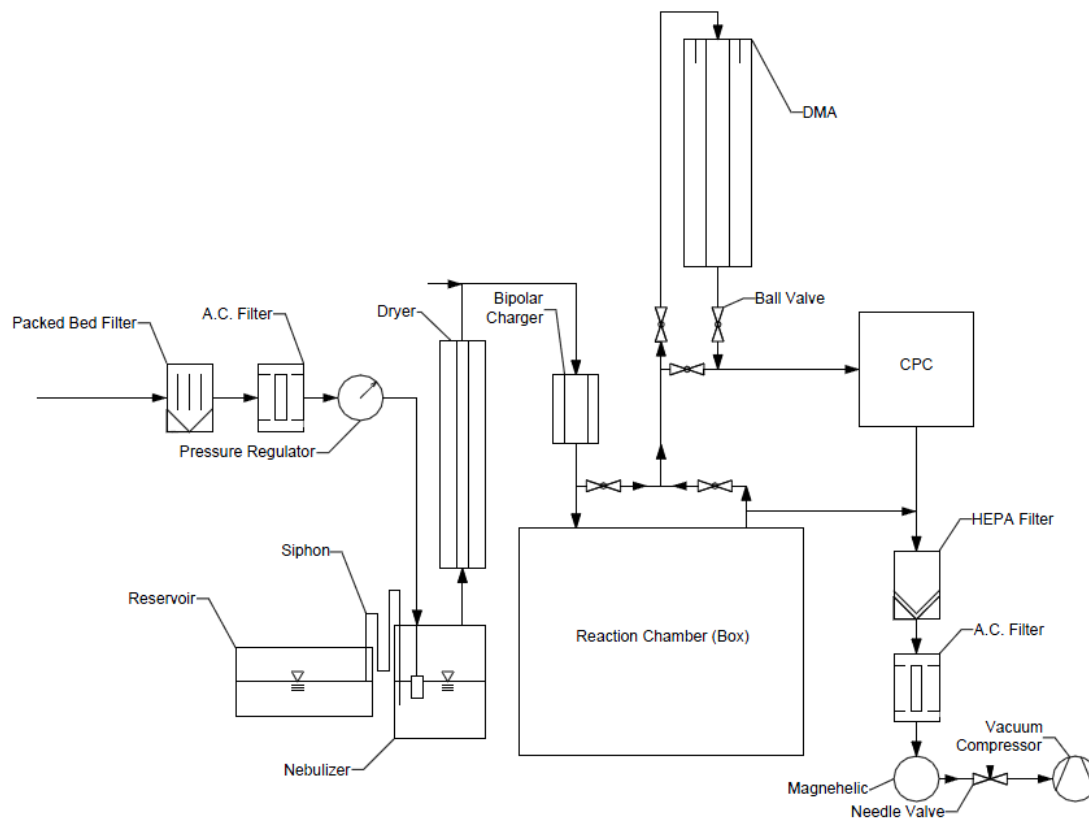 DMA
Ball Valve
Bipolar
Charger
Dryer
A.C. Filter
Packed Bed Filter
CPC
Pressure Regulator
HEPA Filter
Siphon
Reservoir
Reaction Chamber (Box)
A.C. Filter
Vacuum
Compressor
Nebulizer
Magnehelic
Needle Valve